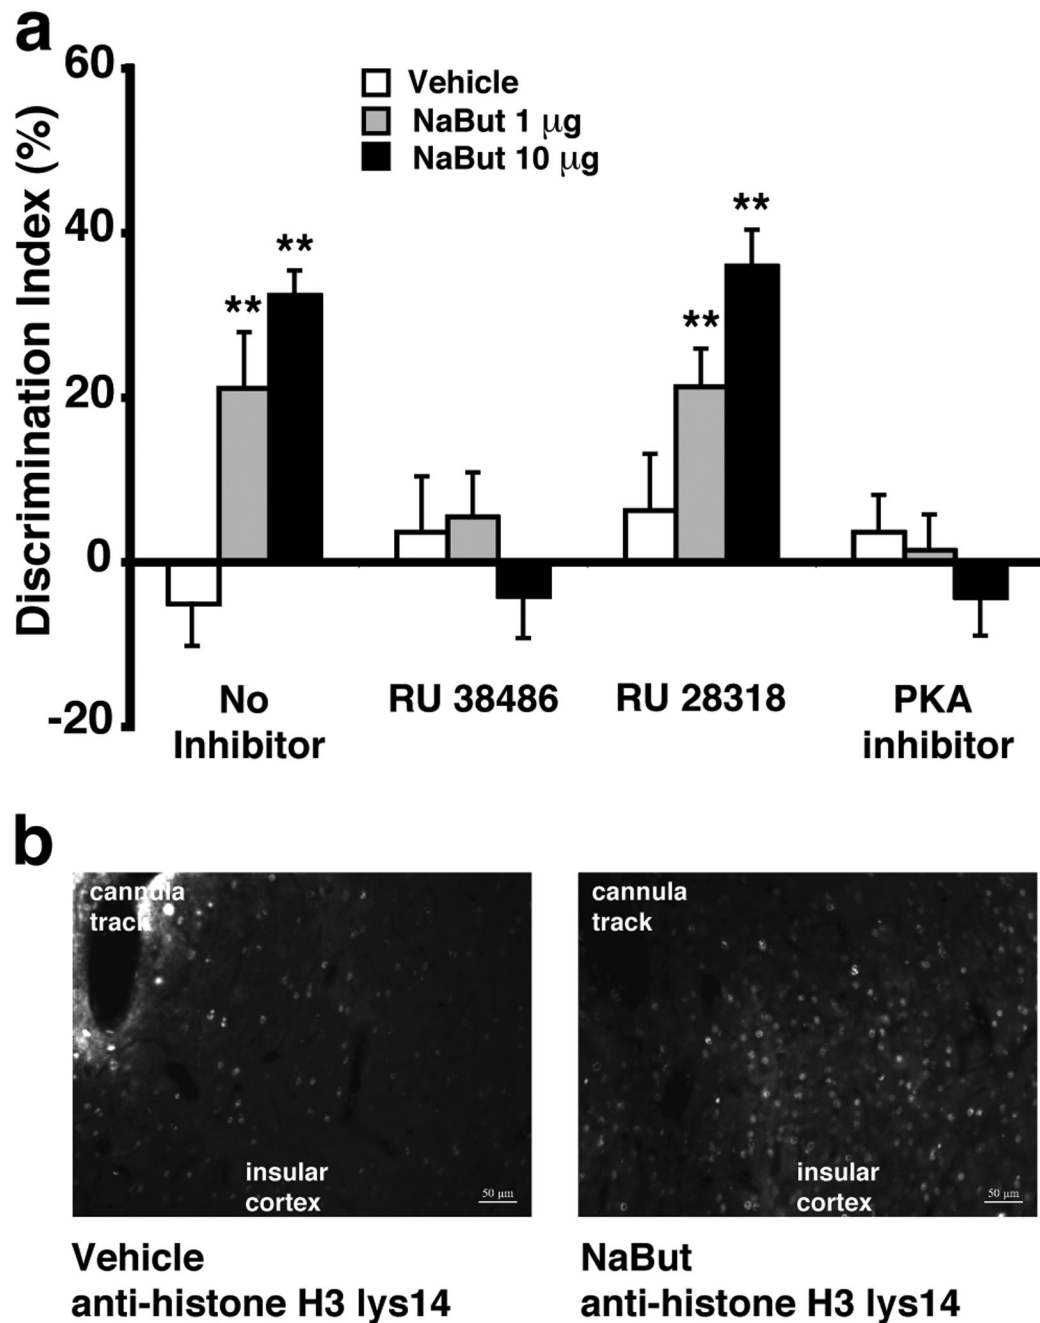 a
Discrimination Index (%)
60
40
20
0
-20
Vehicle
NaBut 1 µg
NaBut 10 µg
**
**
**
**
No
Inhibitor
RU 38486
RU 28318
PKA
inhibitor
b
cannula
track
insular
cortex
50 µm
Vehicle
anti-histone H3 lys14
cannula
track
s
insular
cortex
50 µm
NaBut
anti-histone H3 lys14